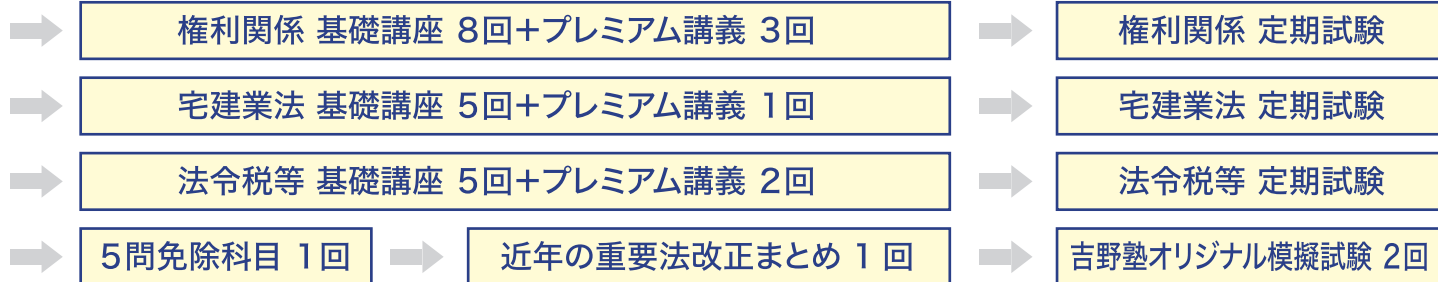 権利関係 基礎講座 8回+プレミアム講義 3回
権利関係 定期試験
宅建業法 基礎講座 5回+プレミアム講義 1回
宅建業法 定期試験
法令税等 基礎講座 5回+プレミアム講義 2回
法令税等 定期試験
5問免除科目 1回
近年の重要法改正まとめ 1 回
吉野塾オリジナル模擬試験 2回